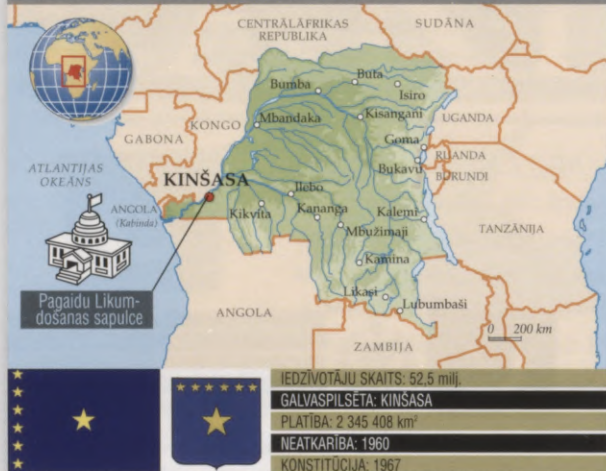 CENTRĀLĀFRIKAS
REPUBLIKA
SUDĀNA
Bumba
Buta
Isiro
Mbandaka
Kisangani
UGANDA
KONGO
GABONA
Goma
RUANDA
Bukavu
BURUNDI
ATLANTIJAS
OKEĀNS
KINŠASA
Ilebo
ANGOLA
(Kabinda)
Kikvita
Kananga
Kalemi
Mbužimaji
TANZĀNIJA
Kamina
Pagaidu Likum-
došanas sapulce
Likasi
Lubumbaši
ANGOLA
0 200 km
ZAMBIJA
IEDZĪVOTĀJU SKAITS: 52,5 milj.
GALVASPILSĒTA: KINŠASA
PLATĪBA: 2 345 408 km²
NEATKARĪBA: 1960
KONSTITŪCIJA: 1967